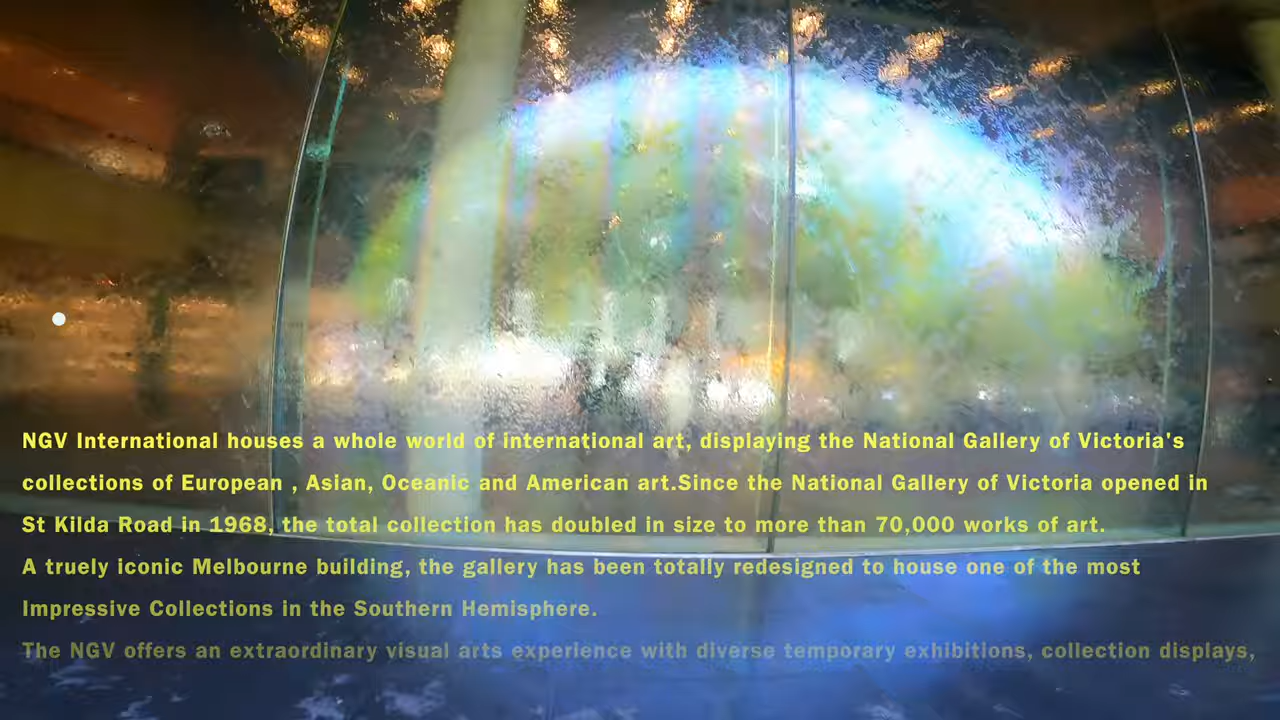 NGV International houses a whole world of international art, displaying the National Gallery of Victoria's
collections of European , Asian, Oceanic and American art.Since the National Gallery of Victoria opened in
St Kilda Road in 1968, the total collection has doubled in size to more than 70,000 works of art.
A truely iconic Melbourne building, the gallery has been totally redesigned to house one of the most
Impressive Collections in the Southern Hemisphere.
The NGV offers an extraordinary visual arts experience with diverse temporary exhibitions, collection displays,